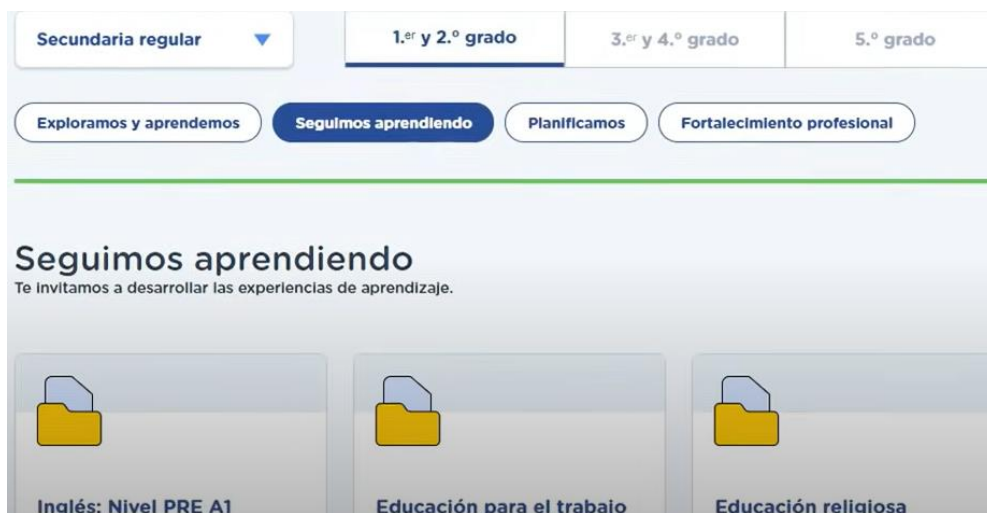 Secundaria regular
1.er y 2.º grado
3.er y 4.º grado
5.º grado
Exploramos y aprendemos
Seguimos aprendiendo
Planificamos
Fortalecimiento profesional
Seguimos aprendiendo
Te invitamos a desarrollar las experiencias de aprendizaje.
Inglés: Nivel PRE A1
Educación para el trabajo
Educación religiosa